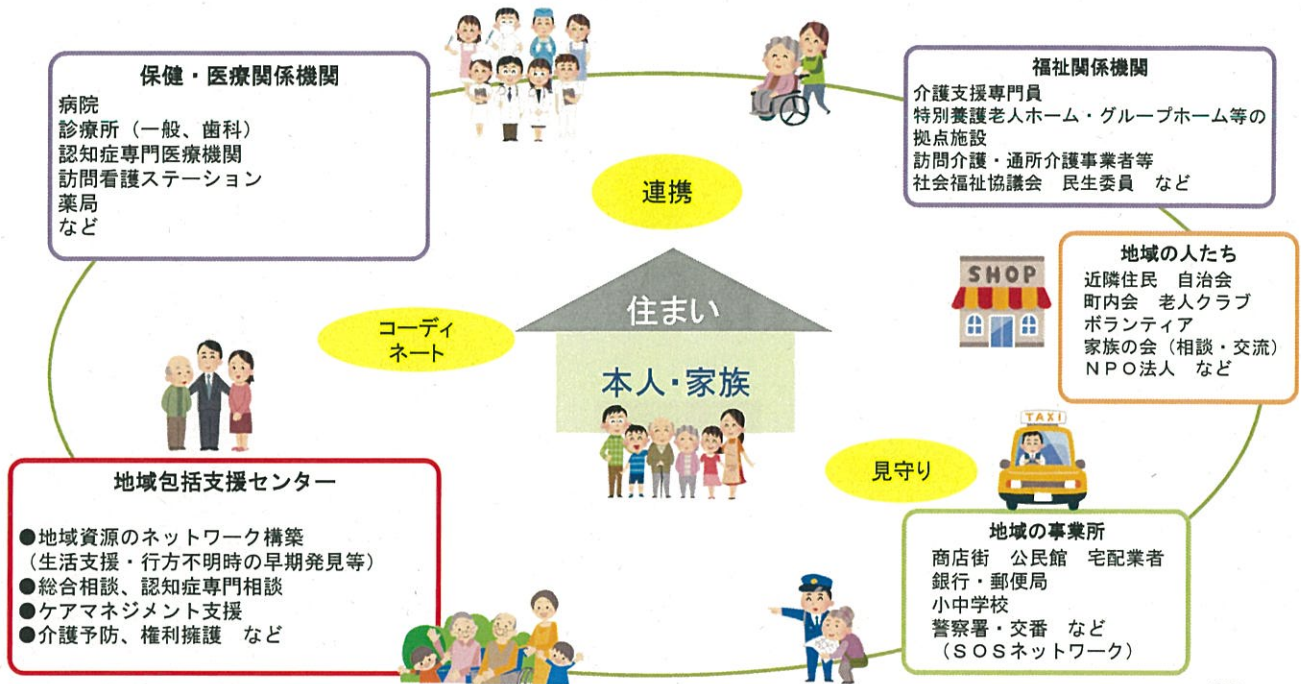 保健・医療関係機関
病院
診療所（一般、歯科）
認知症専門医療機関
訪問看護ステーション
薬局
など
福祉関係機関
介護支援専門員
特別養護老人ホーム・グループホーム等の
拠点施設
訪問介護・通所介護事業者等
社会福祉協議会　民生委員　など
連携
SHOP
地域の人たち
近隣住民　自治会
町内会　老人クラブ
ボランティア
家族の会（相談・交流）
ＮＰＯ法人　など
コーディ
ネート
住まい
本人・家族
TAXI
見守り
地域包括支援センター
●地域資源のネットワーク構築
（生活支援・行方不明時の早期発見等）
●総合相談、認知症専門相談
●ケアマネジメント支援
●介護予防、権利擁護　など
地域の事業所
商店街　公民館　宅配業者
銀行・郵便局
小中学校
警察署・交番　など
（ＳＯＳネットワーク）